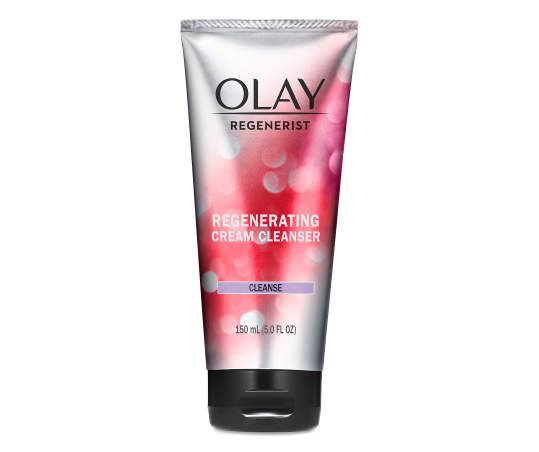 OLAY
REGENERIST
REGENERATING
CREAM CLEANSER
CLEANSE
150 mL (5.0 FL OZ)